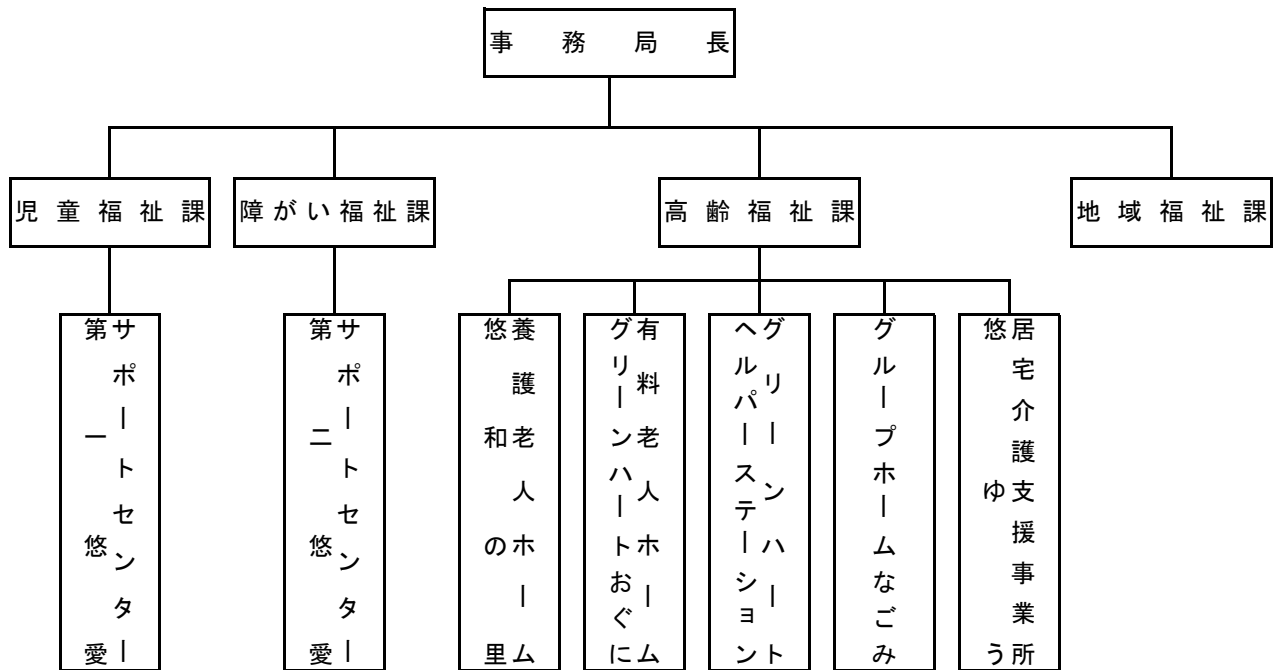 事務局長
児童福祉課
障がい福祉課
高齢福祉課
地域福祉課
サポートセンター
第一悠愛
サポートセンター
第二悠愛
養護老人ホーム
悠和の里
有料老人ホーム
グリーンハートおぐに
グリーンハート
ヘルパーステーション
グループホームなごみ
居宅介護支援事業所
悠ゆう